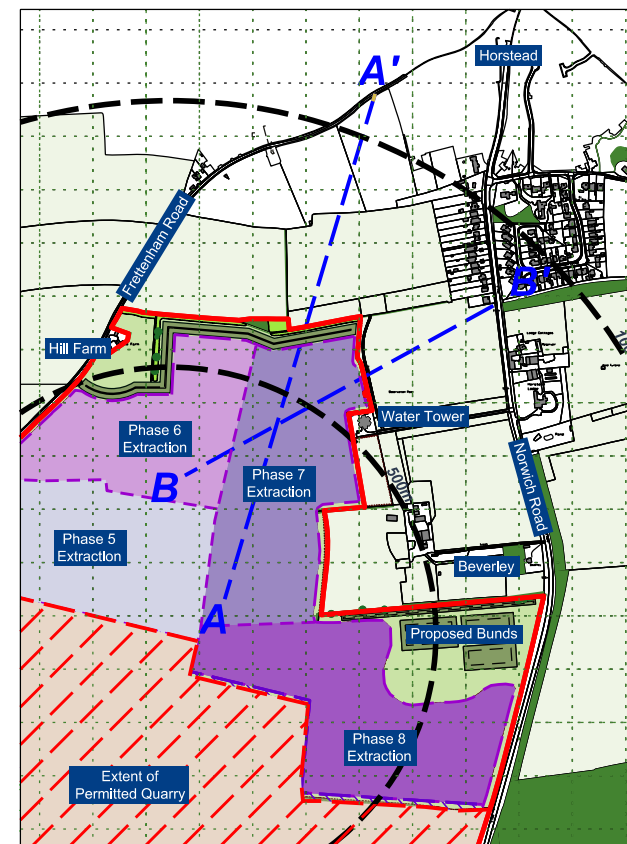 A'
Horstead
Frettenham Road
B'
Hill Farm
Water Tower
Phase 6
Extraction
B
Phase 7
Extraction
500m
Norwich Road
Phase 5
Extraction
Beverley
A
Proposed Bunds
Phase 8
Extraction
Extent of
Permitted Quarry